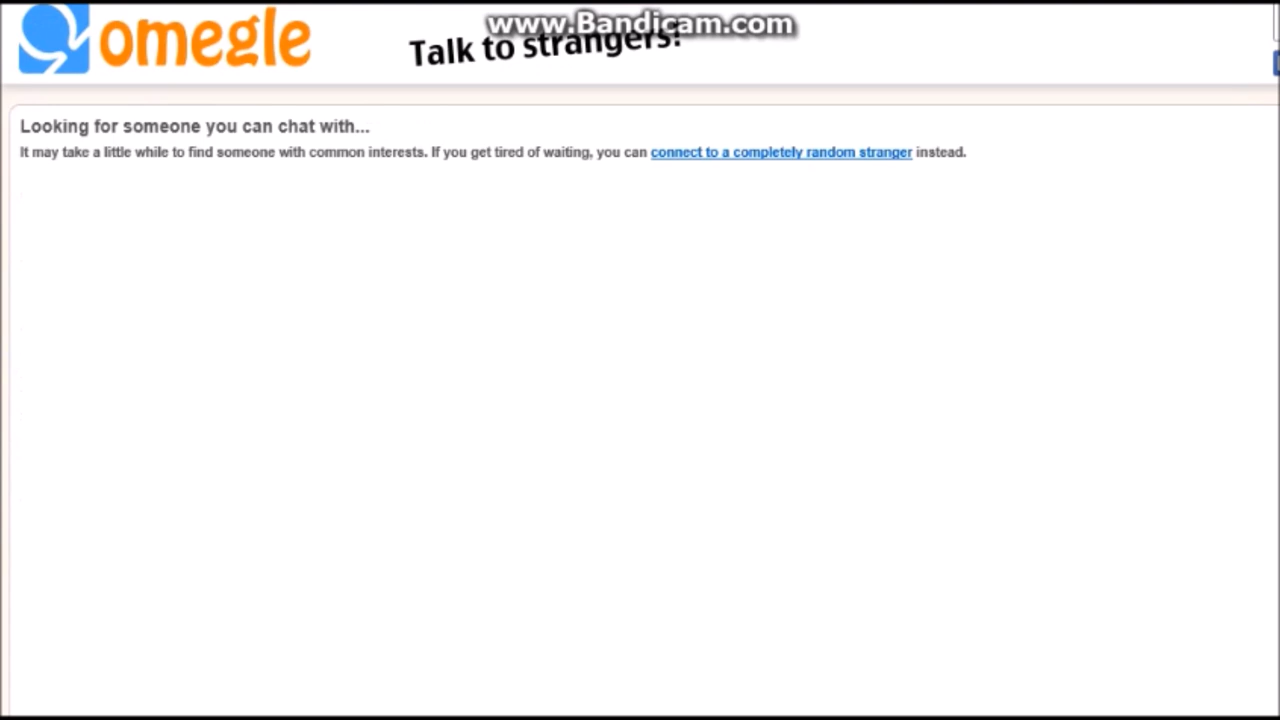 www.Bandicam.com
omegle
Talk to strangers!
Looking for someone you can chat with...
It may take a little while to find someone with common interests. If you get tired of waiting, you can connect to a completely random stranger instead.